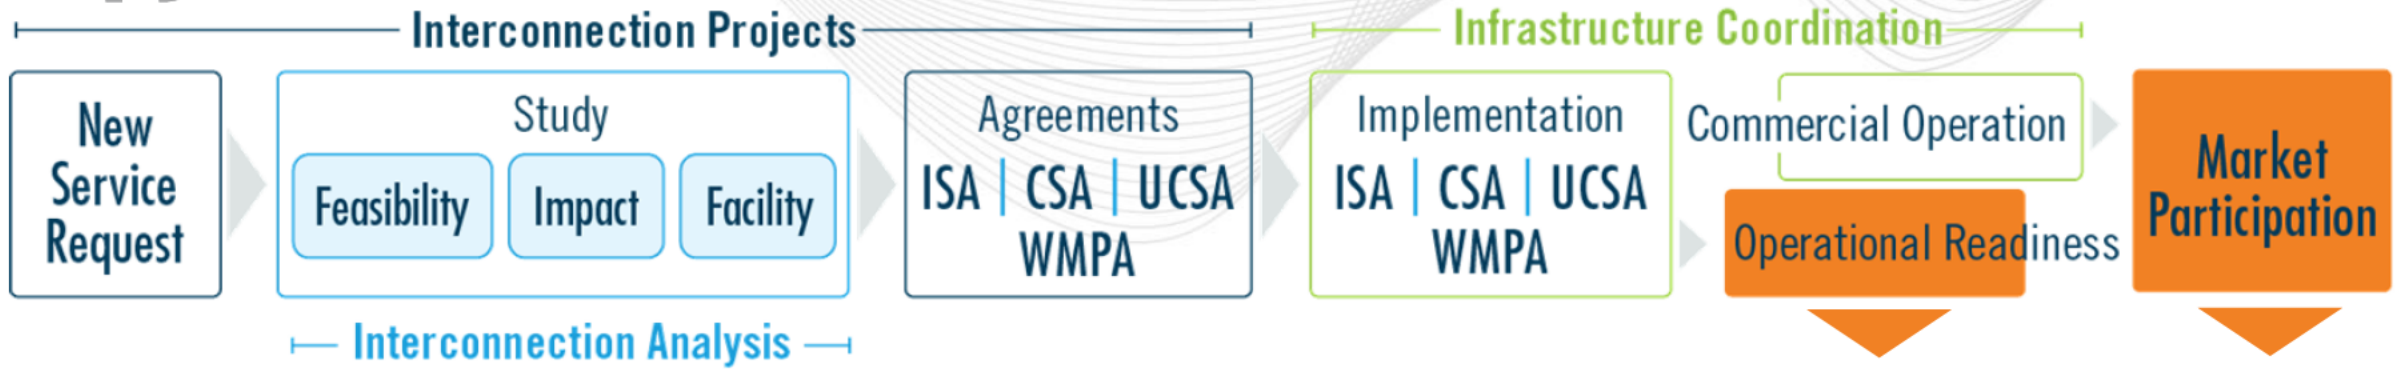 Interconnection Projects
Infrastructure Coordination
New
Service
Request
Study
Feasibility
Impact
Facility
Interconnection Analysis
Agreements
ISA | CSA | UCSA
WMPA
Implementation
ISA | CSA | UCSA
WMPA
Commercial Operation
Operational Readiness
Market
Participation